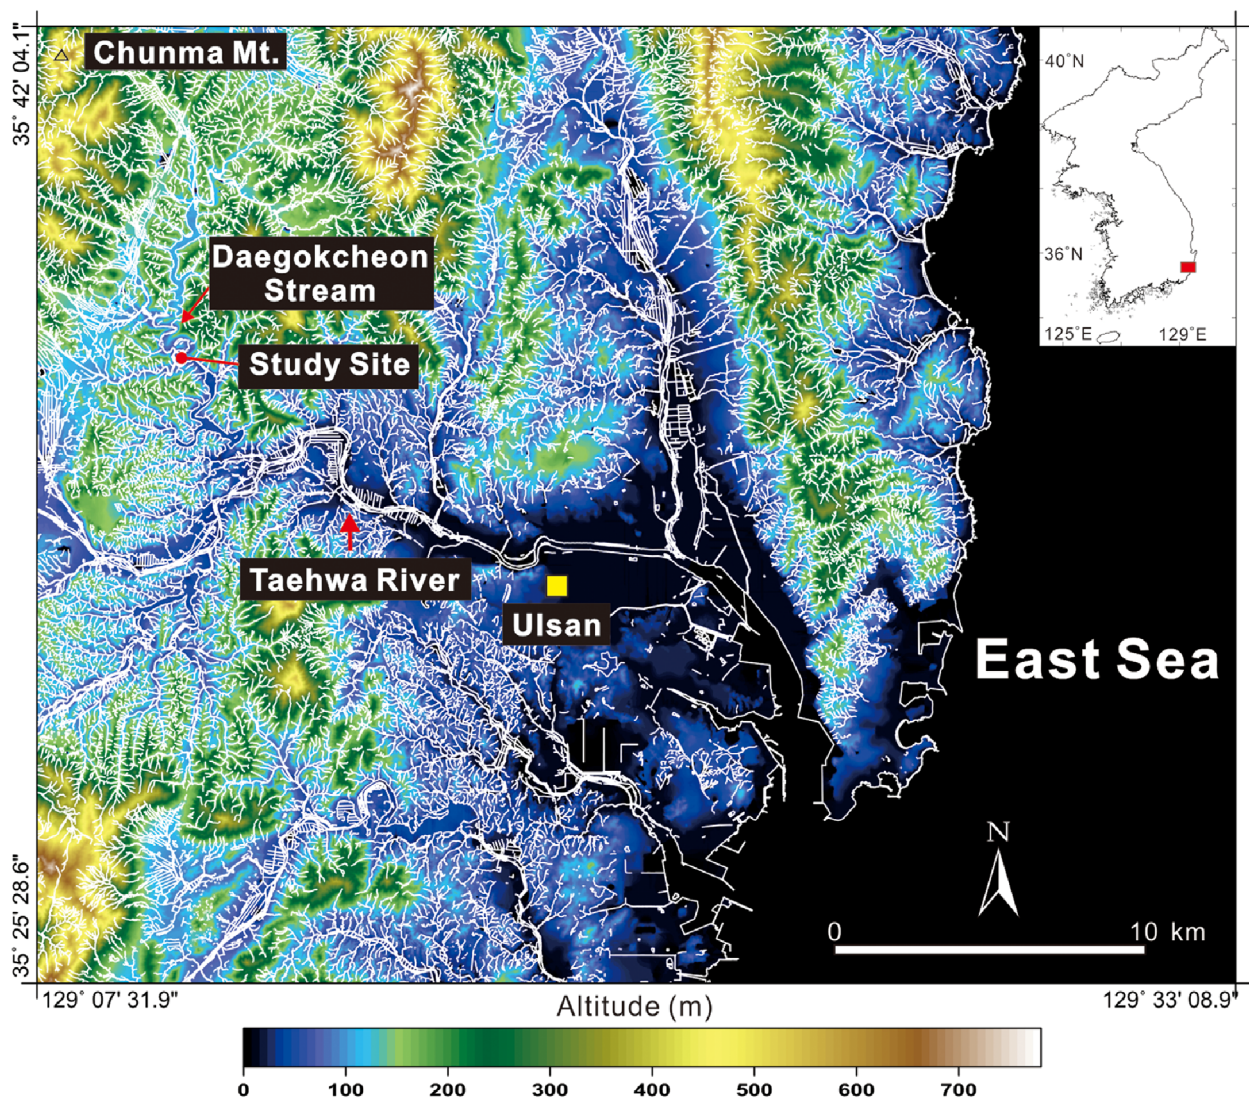 35° 42' 04.1"
Chunma Mt.
40°N
36°N
125°E
129°E
Daegokcheon
Stream
Study Site
Taehwa River
Ulsan
East Sea
N
0
10 km
35° 25' 28.6"
129° 07' 31.9"
129° 33' 08.9"
Altitude (m)
0 100 200 300 400 500 600 700